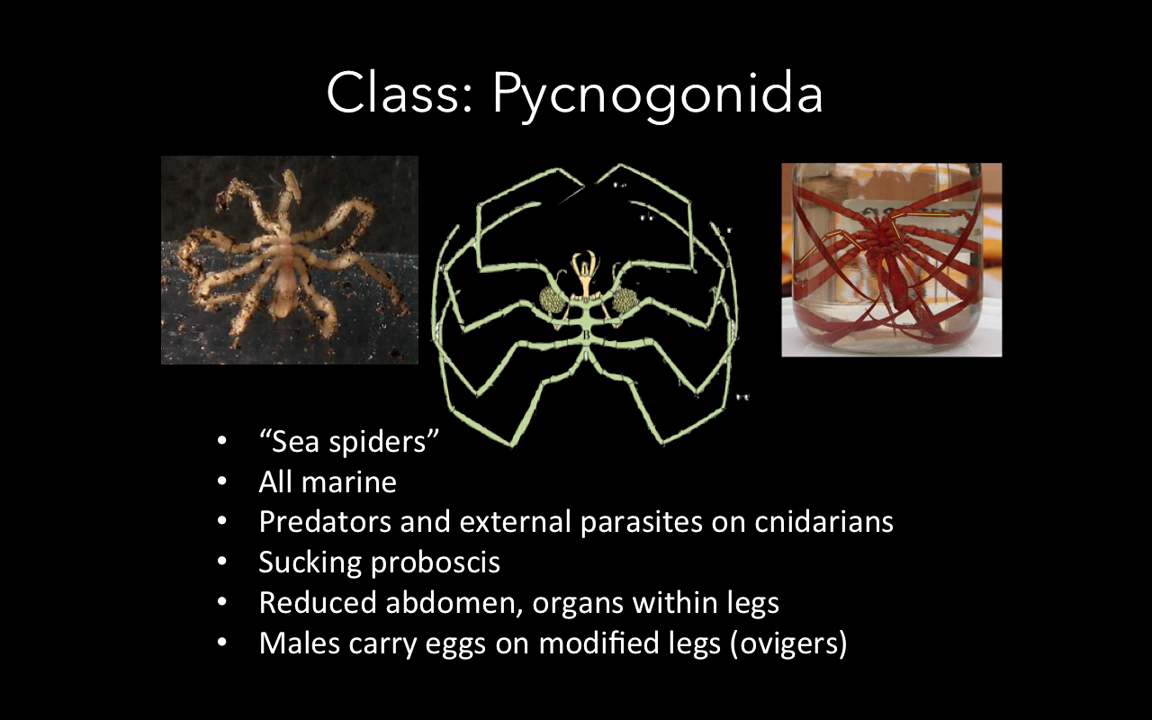 Class: Pycnogonida
• “Sea spiders”
• All marine
• Predators and external parasites on cnidarians
• Sucking proboscis
• Reduced abdomen, organs within legs
• Males carry eggs on modified legs (ovigers)